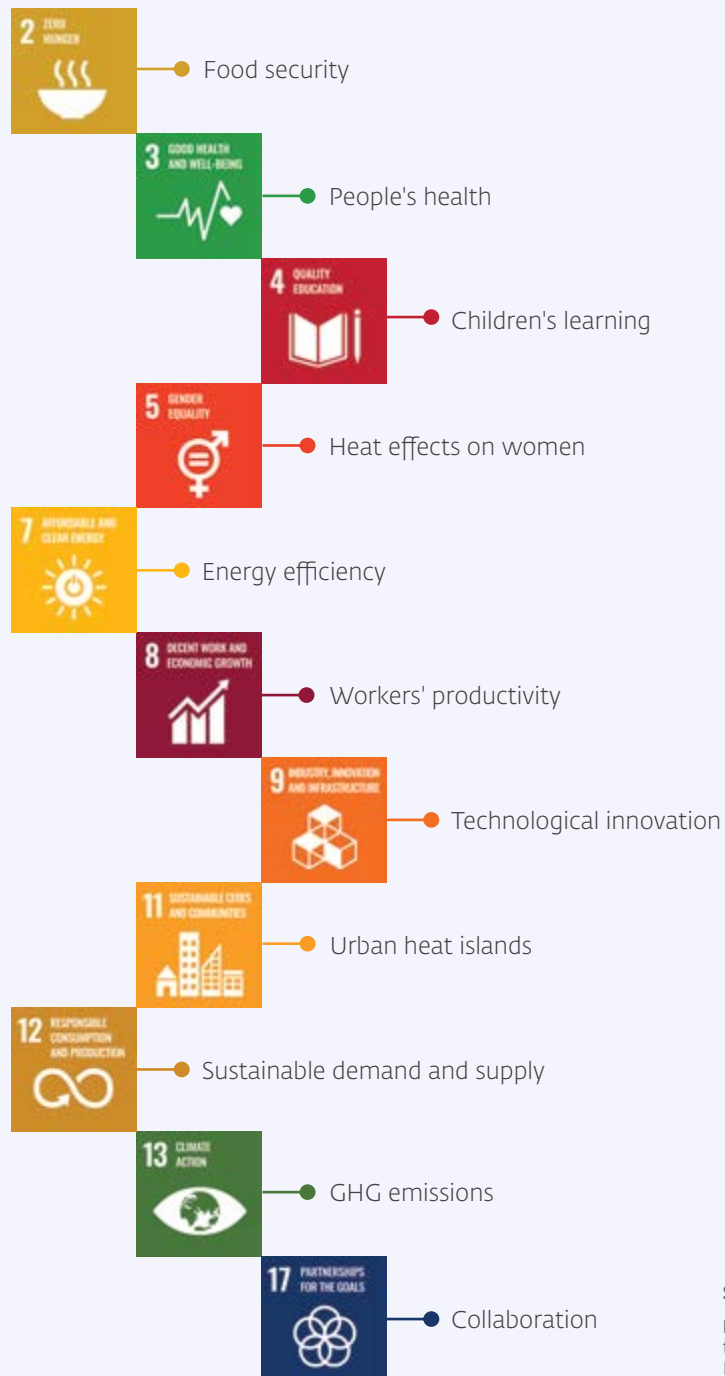 2 ZERO
HUNGER
Food security
3 GOOD HEALTH
AND WELL-BEING
People's health
4 QUALITY
EDUCATION
Children's learning
5 GENDER
EQUALITY
Heat effects on women
7 AFFORDABLE AND
CLEAN ENERGY
Energy efficiency
8 DECENT WORK AND
ECONOMIC GROWTH
Workers' productivity
9 INDUSTRY, INNOVATION
AND INFRASTRUCTURE
Technological innovation
11 SUSTAINABLE CITIES
AND COMMUNITIES
Urban heat islands
12 RESPONSIBLE
CONSUMPTION
AND PRODUCTION
Sustainable demand and supply
13 CLIMATE
ACTION
GHG emissions
17 PARTNERSHIPS
FOR THE GOALS
Collaboration